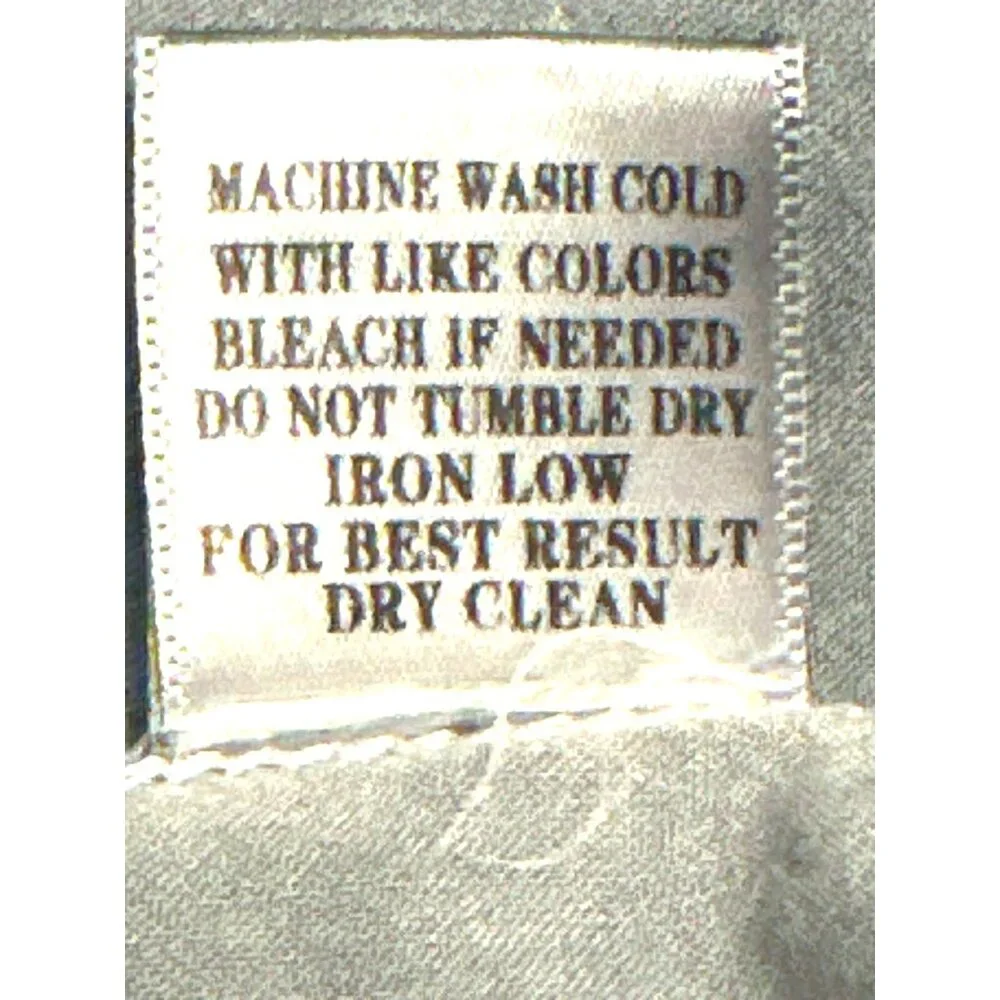 MACHINE WASH COLD
WITH LIKE COLORS
BLEACH IF NEEDED
DO NOT TUMBLE DRY
IRON LOW
FOR BEST RESULT
DRY CLEAN